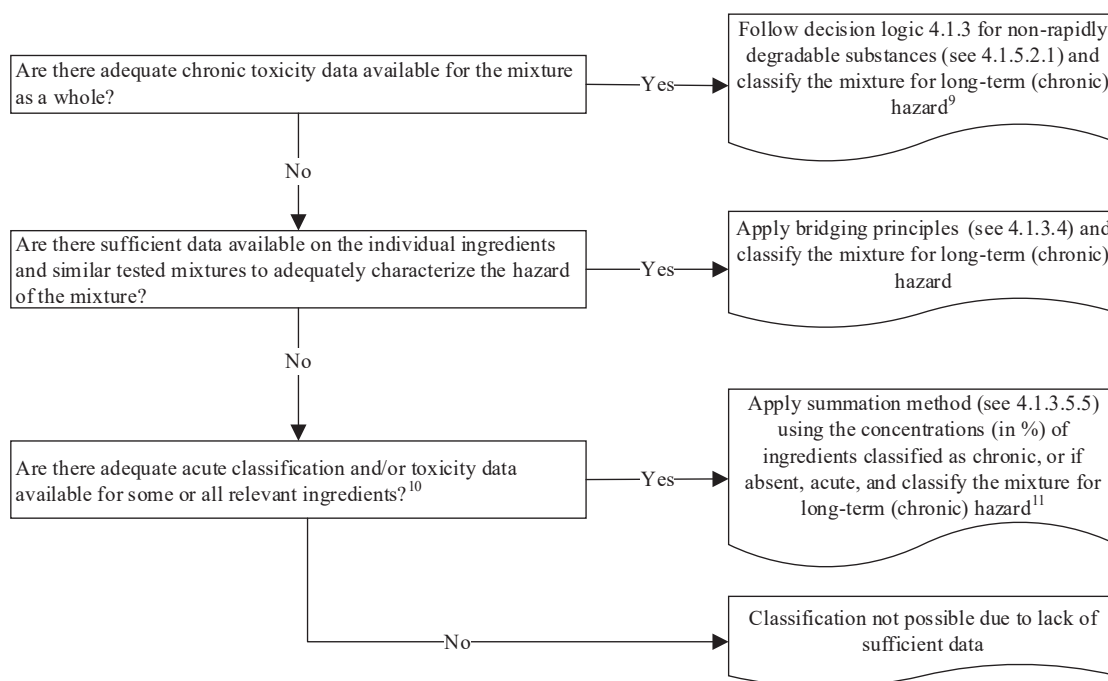 Are there adequate chronic toxicity data available for the mixture
as a whole?
Yes
Follow decision logic 4.1.3 for non-rapidly
degradable substances (see 4.1.5.2.1) and
classify the mixture for long-term (chronic)
hazard9
No
Are there sufficient data available on the individual ingredients
and similar tested mixtures to adequately characterize the hazard
of the mixture?
Yes
Apply bridging principles (see 4.1.3.4) and
classify the mixture for long-term (chronic)
hazard
No
Are there adequate acute classification and/or toxicity data
available for some or all relevant ingredients?10
Yes
Apply summation method (see 4.1.3.5.5)
using the concentrations (in %) of
ingredients classified as chronic, or if
absent, acute, and classify the mixture for
long-term (chronic) hazard11
No
Classification not possible due to lack of
sufficient data